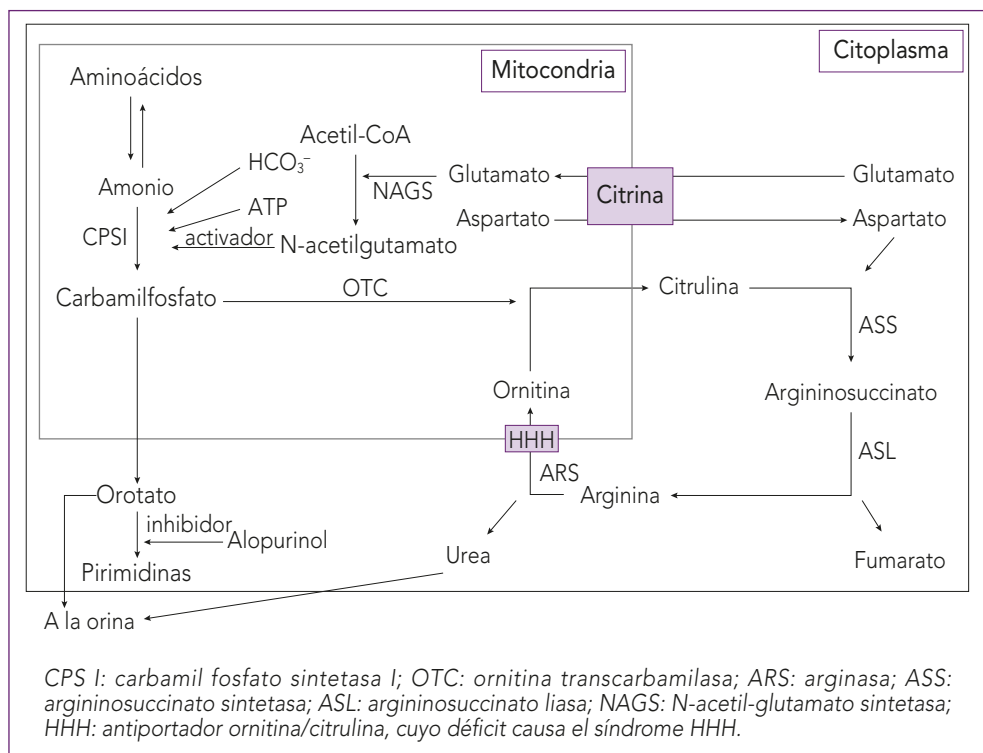 Citoplasma
Mitocondria
Aminoácidos
Acetil-CoA
HCO₃⁻
Glutamato
Citrina
Glutamato
Amonio
NAGS
ATP
Aspartato
Aspartato
CPSI
activador
N-acetilgutamato
Carbamilfosfato
OTC
Citrulina
ASS
Ornitina
Argininosuccinato
HHH
ASL
ARS
Orotato
Arginina
inhibidor
Alopurinol
Urea
Fumarato
Pirimidinas
A la orina
CPS I: carbamil fosfato sintetasa I; OTC: ornitina transcarbamilasa; ARS: arginasa; ASS:
argininosuccinato sintetasa; ASL: argininosuccinato liasa; NAGS: N-acetil-glutamato sintetasa;
HHH: antiportador ornitina/citrulina, cuyo déficit causa el síndrome HHH.